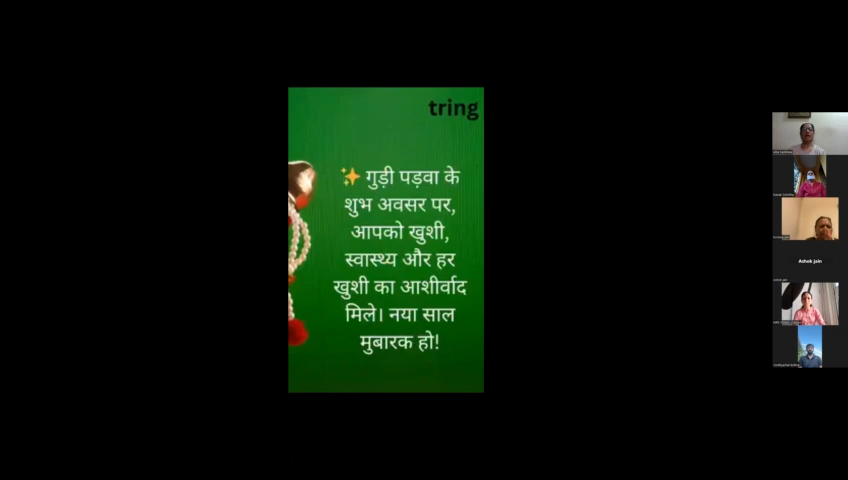 tring
✨ गुड़ी पड़वा के
शुभ अवसर पर,
आपको खुशी,
स्वास्थ्य और हर
खुशी का आशीर्वाद
मिले। नया साल
मुबारक हो!
Ashok jain